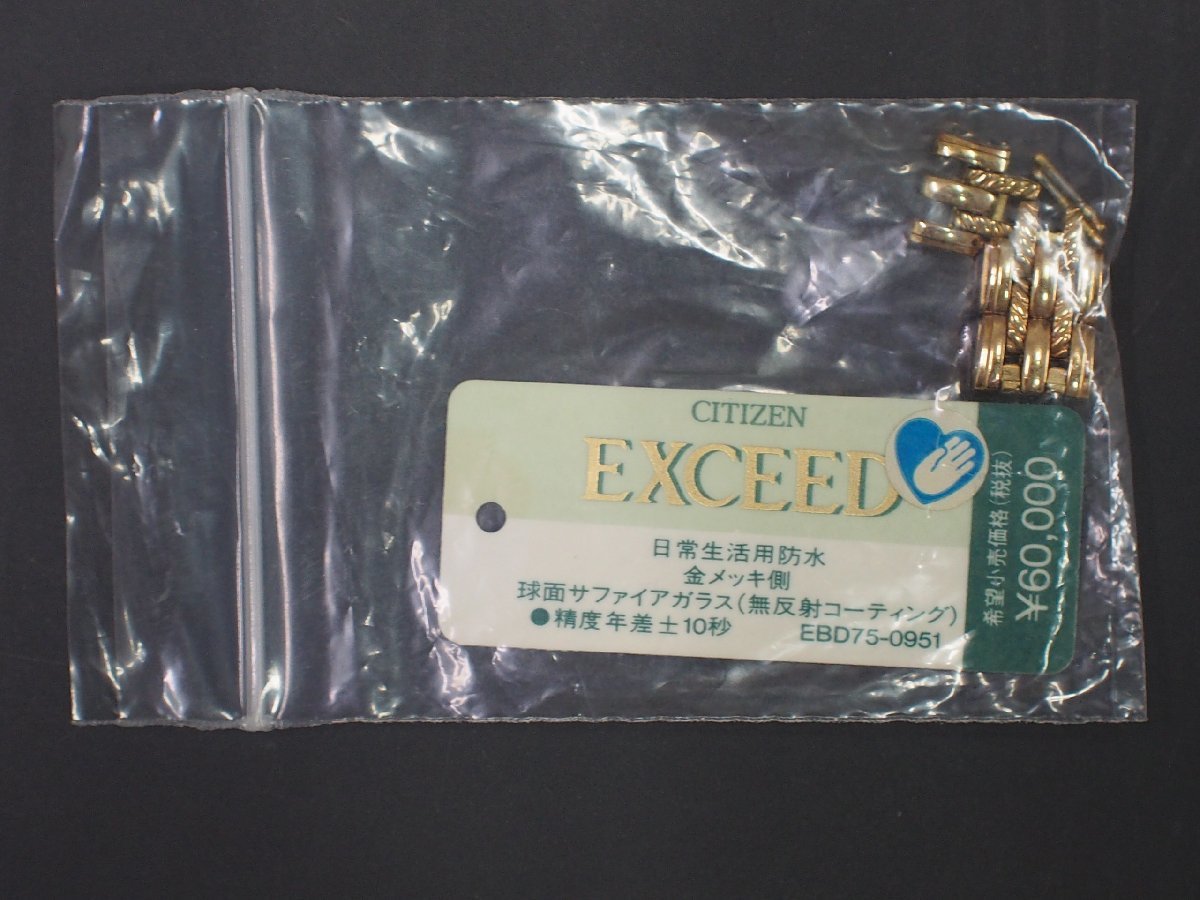 CITIZEN
EXCEED
日常生活用防水
金メッキ側
球面サファイアガラス(無反射コーティング)
●精度年差±10秒 EBD75-0951
希望小売価格(税抜)
¥60,000